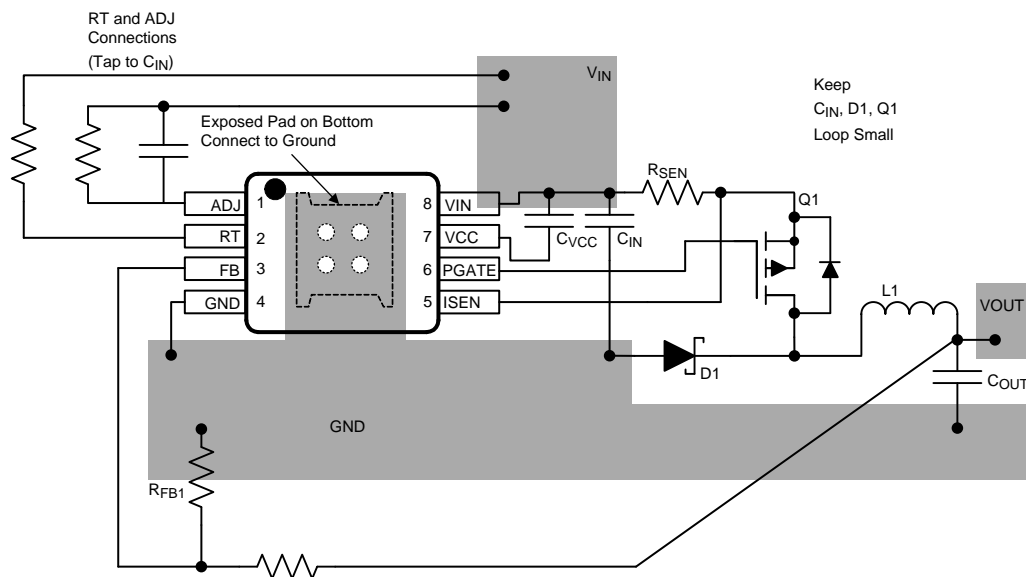 RT and ADJ
Connections
(Tap to CIN)
VIN
Keep
CIN, D1, Q1
Loop Small
Exposed Pad on Bottom
Connect to Ground
RSEN
Q1
ADJ 1
8 VIN
RT 2
7 VCC
CVCC
CIN
FB 3
6 PGATE
GND 4
5 ISEN
L1
VOUT
D1
COUT
GND
RFB1